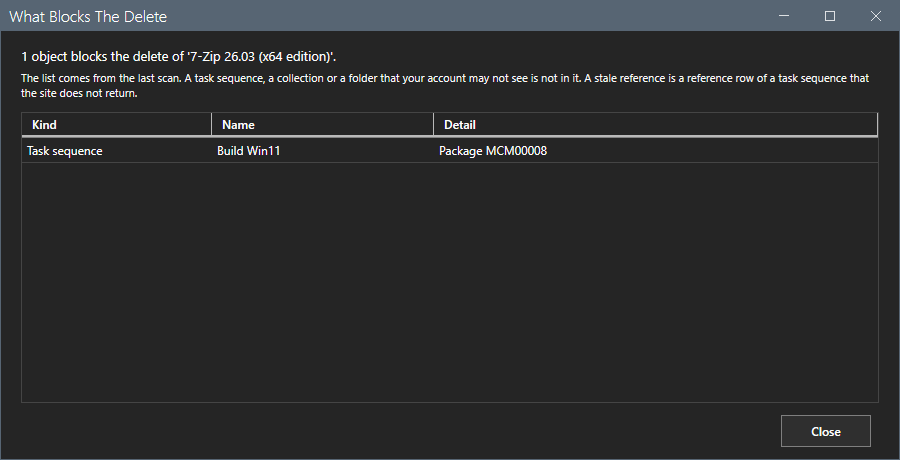 What Blocks The Delete
1 object blocks the delete of '7-Zip 26.03 (x64 edition)'.
The list comes from the last scan. A task sequence, a collection or a folder that your account may not see is not in it. A stale reference is a reference row of a task sequence that
the site does not return.
Kind Name Detail
Task sequence Build Win11 Package MCM00008
Close